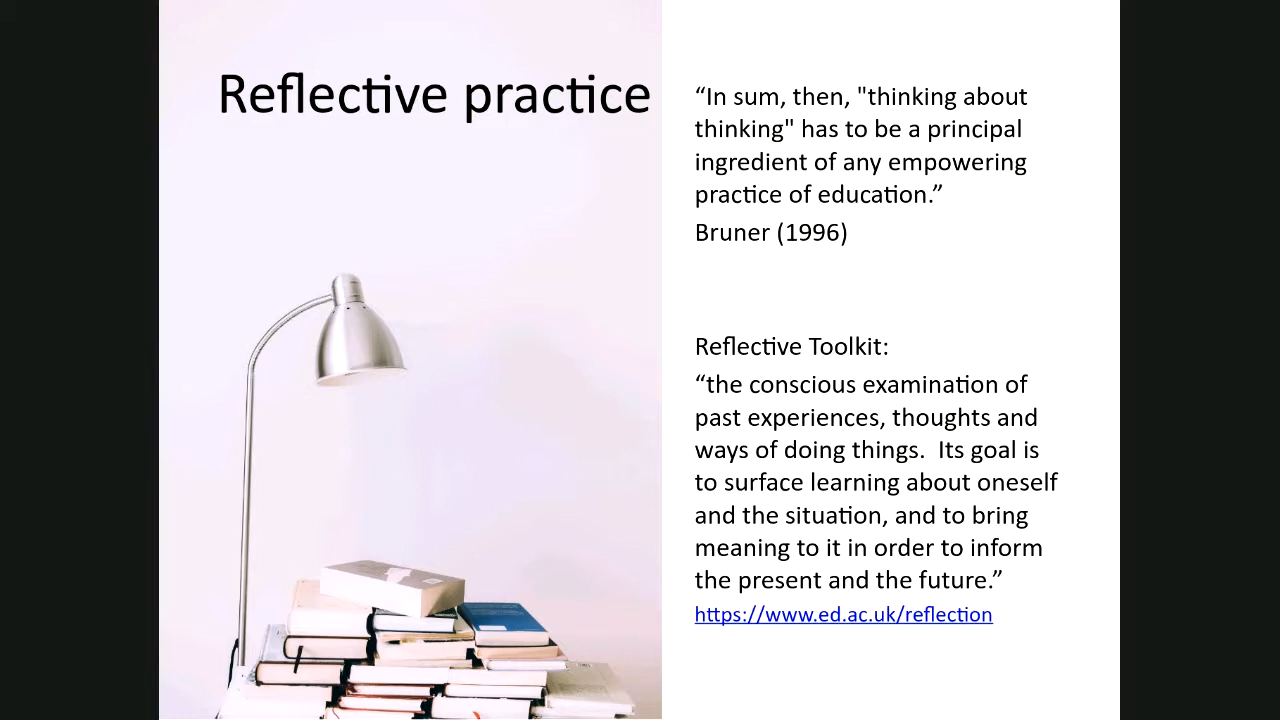 Reflective practice
“In sum, then, "thinking about
thinking" has to be a principal
ingredient of any empowering
practice of education.”
Bruner (1996)
Reflective Toolkit:
“the conscious examination of
past experiences, thoughts and
ways of doing things.  Its goal is
to surface learning about oneself
and the situation, and to bring
meaning to it in order to inform
the present and the future.”
https://www.ed.ac.uk/reflection